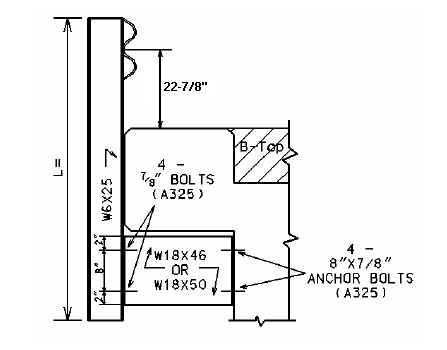 22-7/8"
B-Top
L=
W6X25
4 -
7/8" BOLTS
(A325)
2"
8"
2"
W18X46
OR
W18X50
4 -
8"X7/8"
ANCHOR BOLTS
(A325)